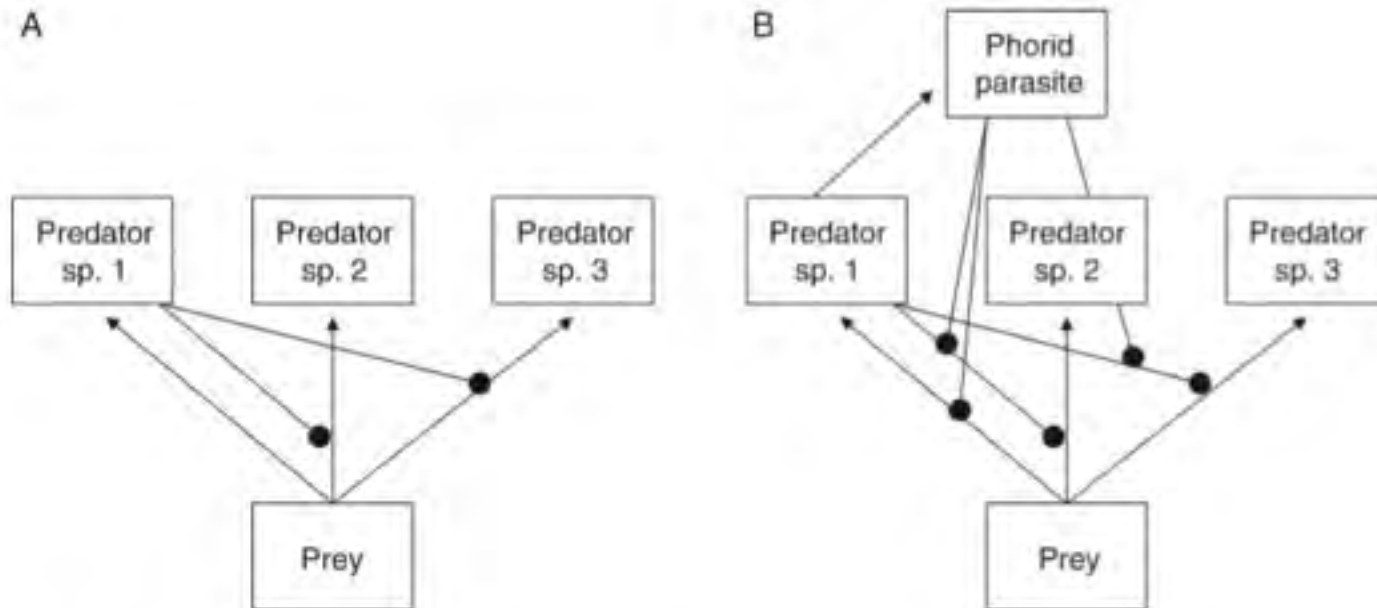 A
B
Phorid
parasite
Predator
sp. 1
Predator
sp. 2
Predator
sp. 3
Predator
sp. 1
Predator
sp. 2
Predator
sp. 3
Prey
Prey